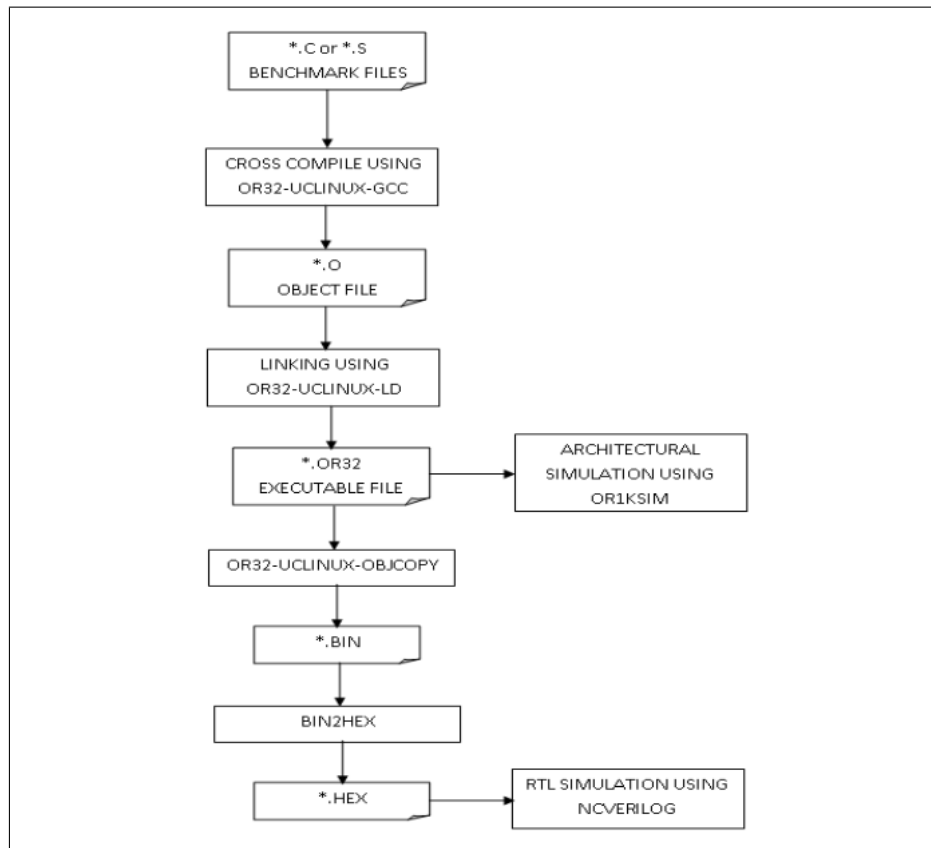 *.C or *.S
BENCHMARK FILES
CROSS COMPILE USING
OR32-UCLINUX-GCC
*.O
OBJECT FILE
LINKING USING
OR32-UCLINUX-LD
*.OR32
EXECUTABLE FILE
ARCHITECTURAL
SIMULATION USING
OR1KSIM
OR32-UCLINUX-OBJCOPY
*.BIN
BIN2HEX
*.HEX
RTL SIMULATION USING
NCVERILOG